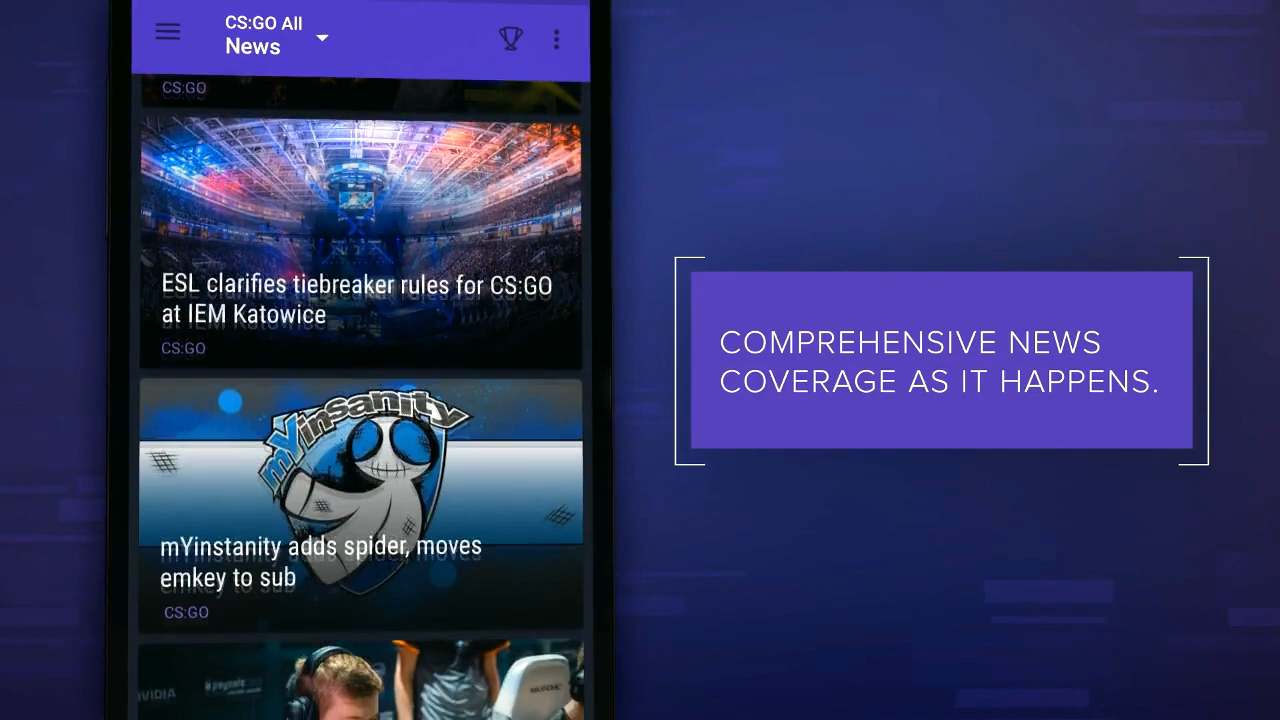 CS:GO All
News
CS:GO
ESL clarifies tiebreaker rules for CS:GO
at IEM Katowice
CS:GO
mYinsanity
mYinstanity adds spider, moves
emkey to sub
CS:GO
NVIDIA
COMPREHENSIVE NEWS
COVERAGE AS IT HAPPENS.